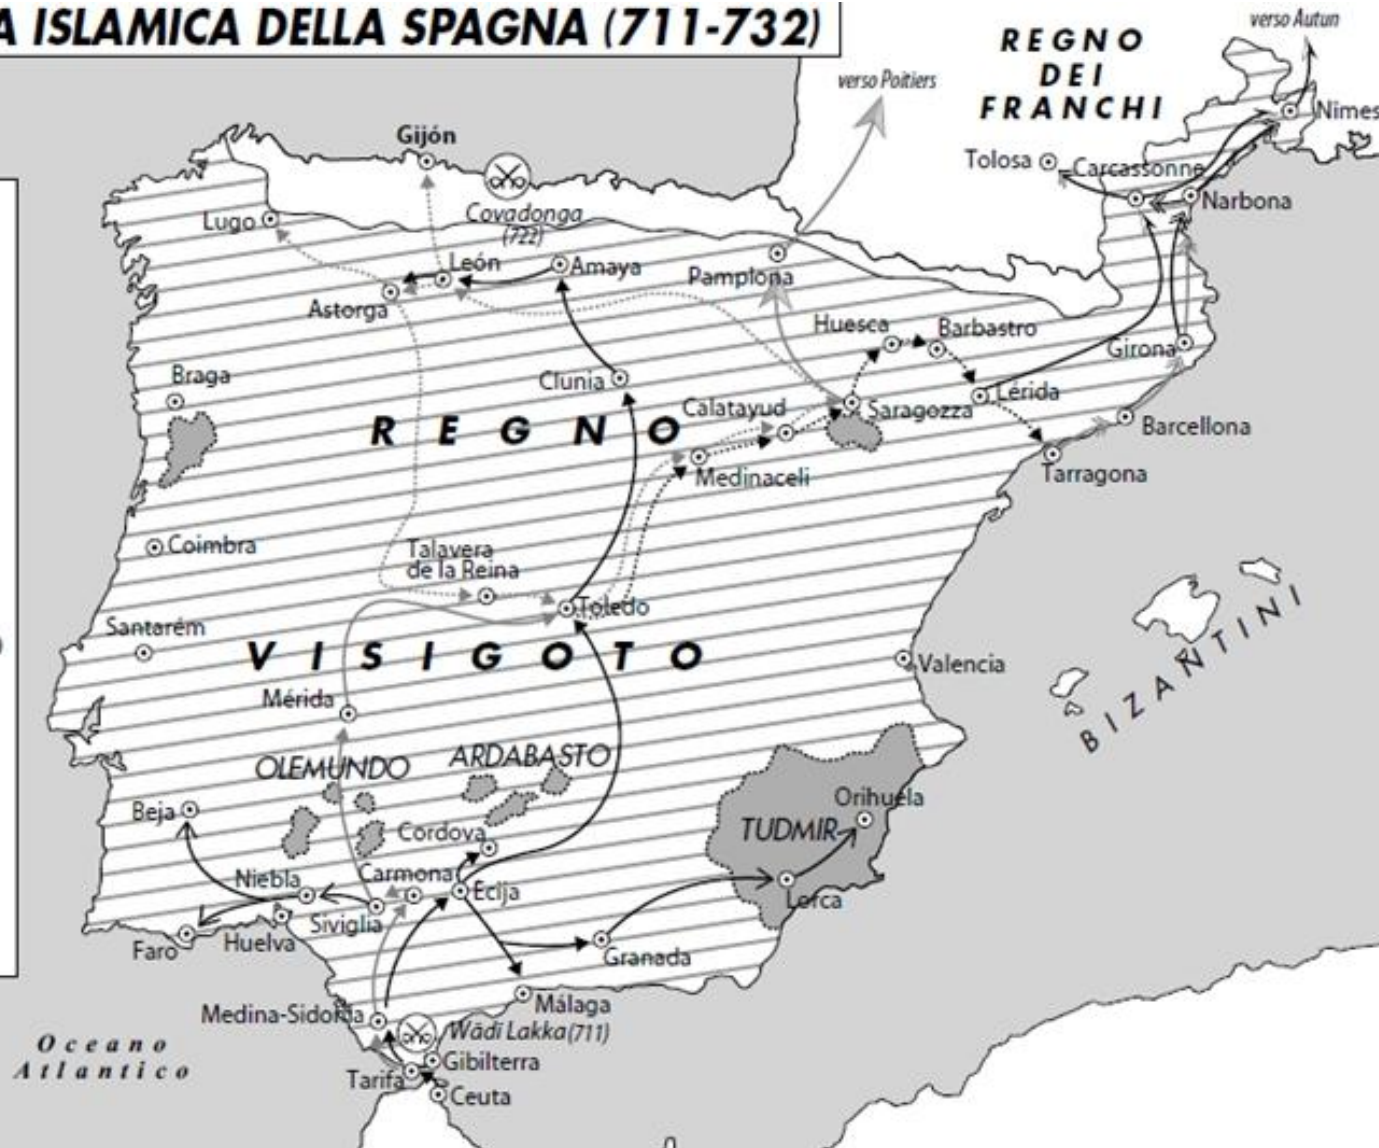 A ISLAMICA DELLA SPAGNA (711-732)
verso Autun
REGNO
DEI
FRANCHI
verso Poitiers
Nîmes
Gijón
Tolosa
Carcassonne
Narbona
Lugo
Covadonga
(722)
León
Amaya
Pamplona
Astorga
Huesca
Barbastro
Girona
Braga
Clunia
Calatayud
Saragozza
Lérida
REGNO
Barcellona
Medinaceli
Tarragona
Coimbra
Talavera
de la Reina
Toledo
Santarém
VISIGOTO
Valencia
BIZANTINI
Mérida
OLEMUNDO
ARDABASTO
Beja
Orihuela
TUDMIR
Cordova
Niebla
Carmona
Ecija
Lorca
Siviglia
Faro
Huelva
Granada
Medina-Sidonia
Málaga
Wādī Lakka (711)
Oceano
Atlantico
Gibilterra
Tarifa
Ceuta